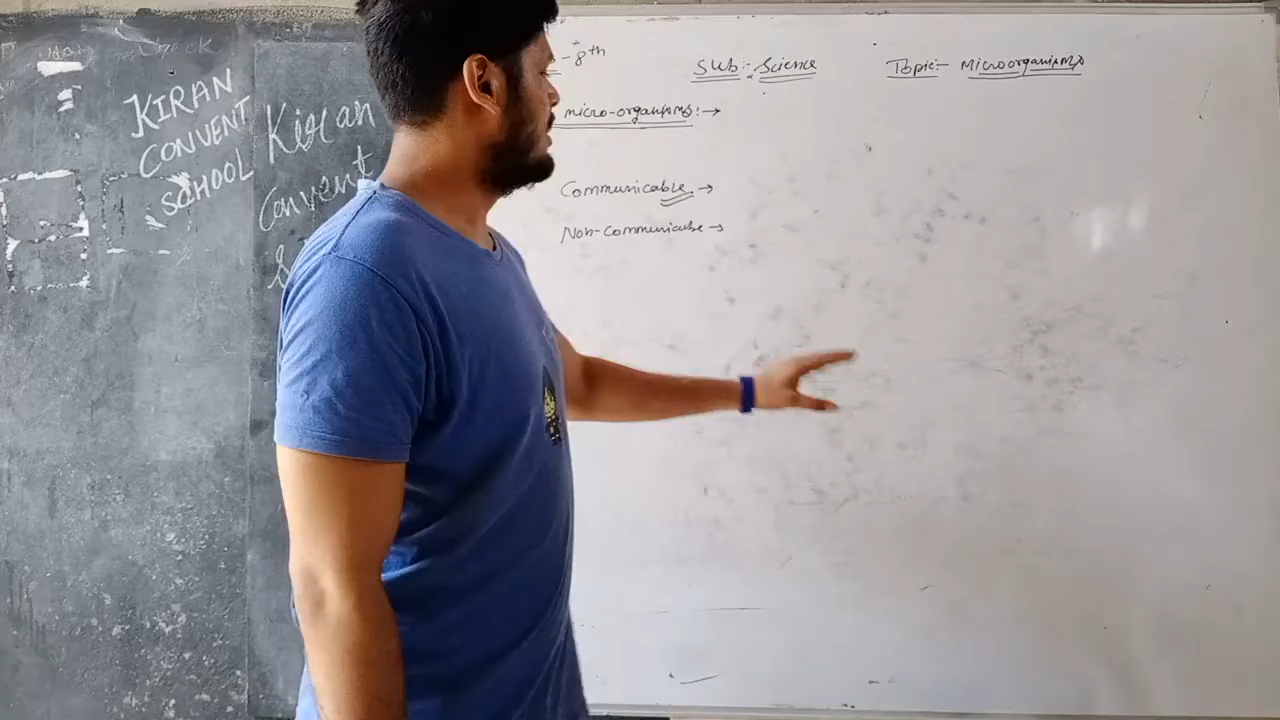 KIRAN
CONVENT
SCHOOL
Kiran
Convent
S
-8th
Sub:- Science
Topic:- Microorganisms
micro-organisms:→
Communicable →
Non-Communicable →